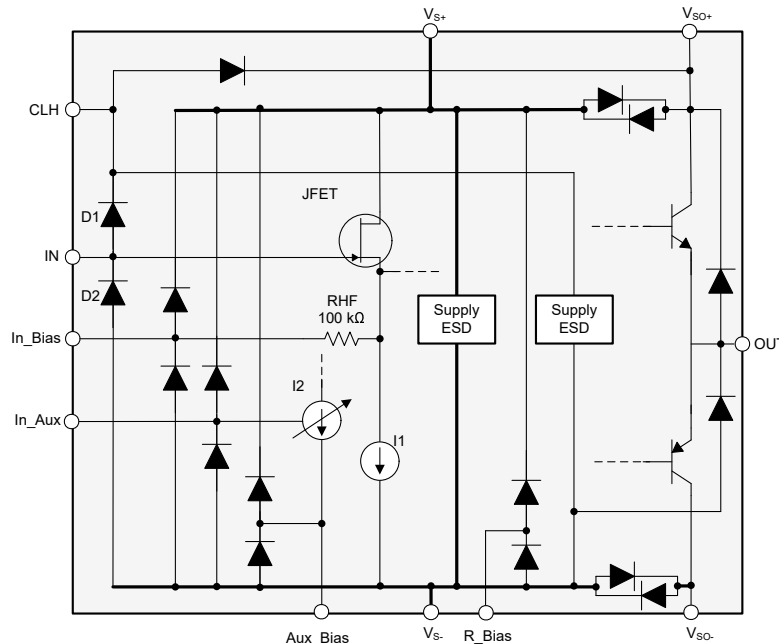 VS+
VSO+
CLH
JFET
D1
IN
D2
RHF
100 kΩ
Supply
ESD
Supply
ESD
In_Bias
OUT
I2
In_Aux
I1
Aux_Bias
VS-
R_Bias
VSO-